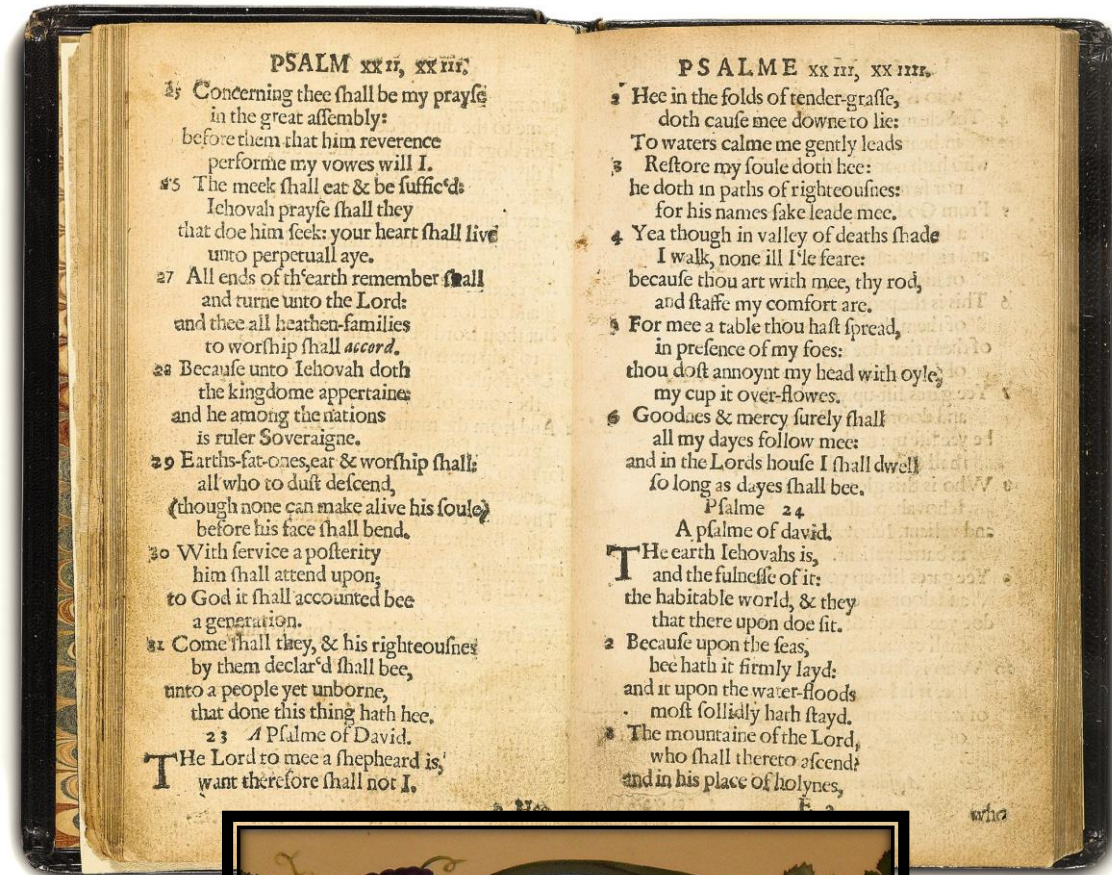 PSALM xxii, xxiii.
25 Concerning thee ſhall be my prayſe
in the great aſſembly:
before them that him reverence
performe my vowes will I.
The meek ſhall eat & be ſuffic'd:
Iehovah prayſe ſhall they
that doe him ſeek: your heart ſhall live
unto perpetuall aye.
27 All ends of th'earth remember ſhall
and turne unto the Lord:
and thee all heathen-families
to worſhip ſhall accord.
28 Becauſe unto Iehovah doth
the kingdome appertaine:
and he among the nations
is ruler Soveraigne.
29 Earths-fat-ones, eat & worſhip ſhall:
all who to duſt deſcend,
(though none can make alive his ſoule)
before his face ſhall bend.
30 With ſervice a poſterity
him ſhall attend upon;
to God it ſhall accounted bee
a generation.
31 Come ſhall they, & his righteouſnes
by them declar'd ſhall bee,
unto a people yet unborne,
that done this thing hath hee.
23 A Pſalme of David.
THe Lord to mee a ſhepheard is,
want therefore ſhall not I.
2 Hee
PSALME xxiii, xxiiii.
2 Hee in the folds of tender-graſſe,
doth cauſe mee downe to lie:
To waters calme me gently leads
3 Reſtore my ſoule doth hee:
he doth in paths of righteouſnes:
for his names ſake leade mee.
4 Yea though in valley of deaths ſhade
I walk, none ill I'le feare:
becauſe thou art with mee, thy rod,
and ſtaffe my comfort are.
5 For mee a table thou haſt ſpread,
in preſence of my foes:
thou doſt annoynt my head with oyle,
my cup it over-flowes.
6 Goodnes & mercy ſurely ſhall
all my dayes follow mee:
and in the Lords houſe I ſhall dwell
ſo long as dayes ſhall bee.
Pſalme 24
A pſalme of david.
THe earth Iehovahs is,
and the fulneſſe of it:
the habitable world, & they
that there upon doe ſit.
2 Becauſe upon the ſeas,
hee hath it firmly layd:
and it upon the water-floods
moſt ſollidly hath ſtayd.
3 The mountaine of the Lord,
who ſhall thereto aſcend?
and in his place of holynes,
who